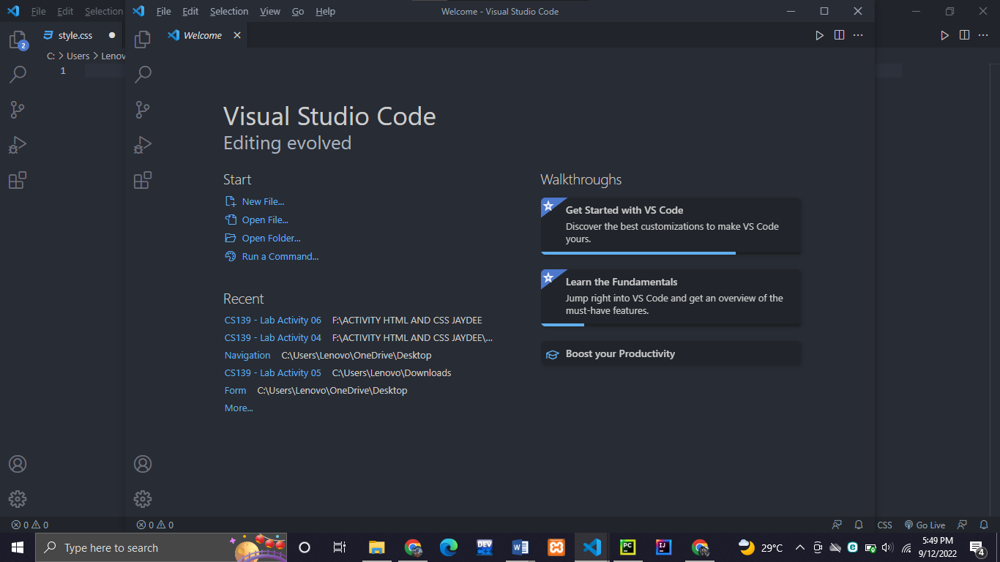 File Edit Selection
File Edit Selection View Go Help
Welcome - Visual Studio Code
style.css
Welcome
2
C: Users Lenov
1
Visual Studio Code
Editing evolved
Start
New File...
Open File...
Open Folder...
Run a Command...
Recent
CS139 - Lab Activity 06 F:\ACTIVITY HTML AND CSS JAYDEE
CS139 - Lab Activity 04 F:\ACTIVITY HTML AND CSS JAYDEE\...
Navigation C:\Users\Lenovo\OneDrive\Desktop
CS139 - Lab Activity 05 C:\Users\Lenovo\Downloads
Form C:\Users\Lenovo\OneDrive\Desktop
More...
Walkthroughs
Get Started with VS Code
Discover the best customizations to make VS Code
yours.
Learn the Fundamentals
Jump right into VS Code and get an overview of the
must-have features.
Boost your Productivity
0 0
0 0
CSS Go Live
Type here to search
DEV
W
PC
IJ
29°C
5:49 PM
9/12/2022
4